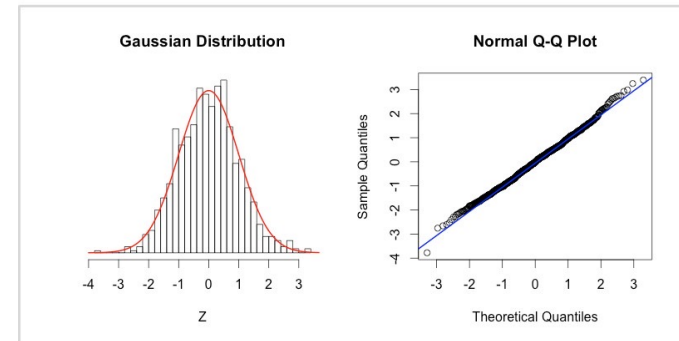 Gaussian Distribution
-4 -3 -2 -1 0 1 2 3
Z
Normal Q-Q Plot
Sample Quantiles
3
2
1
0
-1
-2
-3
-4
-3 -2 -1 0 1 2 3
Theoretical Quantiles